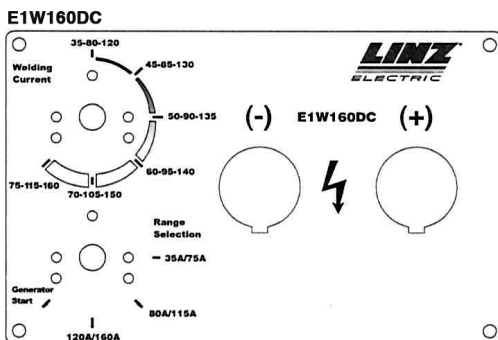 E1W160DC
35-80-120
LINZ
ELECTRIC
Welding
Current
45-85-130
50-90-135
(-) E1W160DC (+)
60-95-140
75-115-160
70-105-150
Range
Selection
35A/75A
Generator
Start
80A/115A
120A/160A